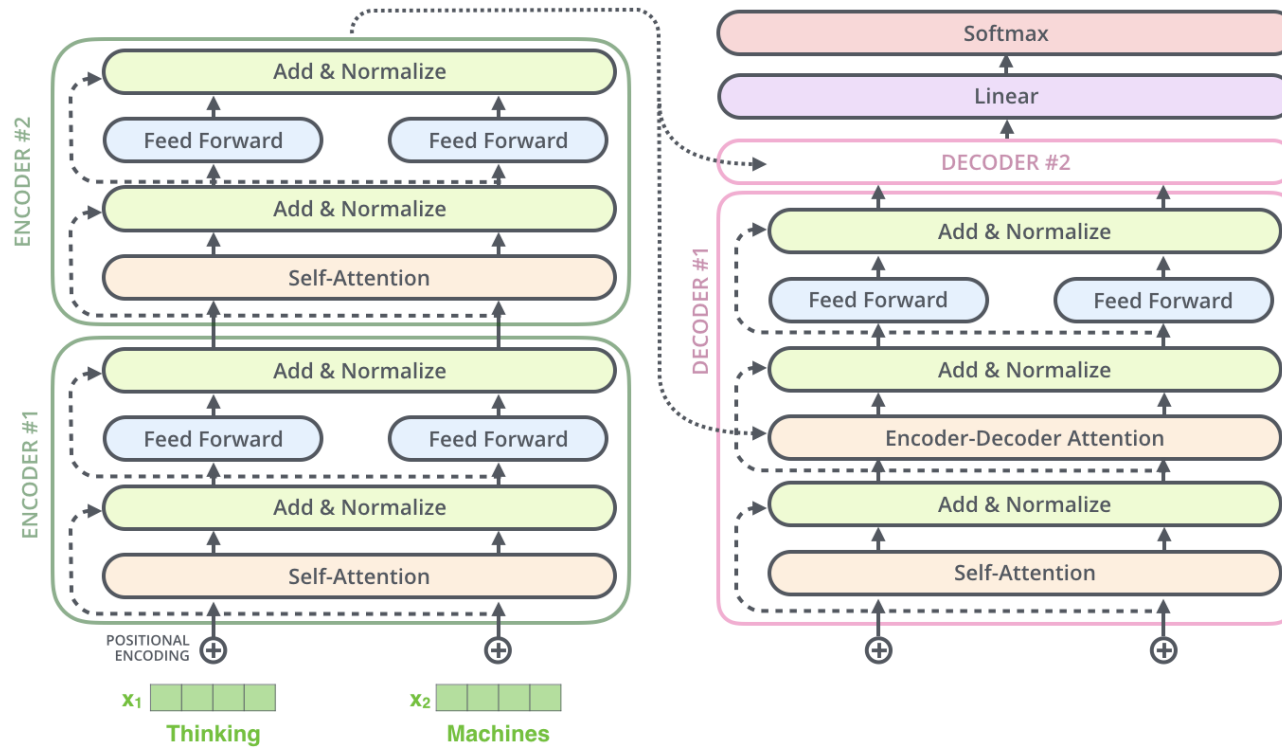 ENCODER #2
Add & Normalize
Feed Forward
Feed Forward
Add & Normalize
Self-Attention
ENCODER #1
Add & Normalize
Feed Forward
Feed Forward
Add & Normalize
Self-Attention
POSITIONAL
ENCODING
x₁
x₂
Thinking
Machines
Softmax
Linear
DECODER #2
DECODER #1
Add & Normalize
Feed Forward
Feed Forward
Add & Normalize
Encoder-Decoder Attention
Add & Normalize
Self-Attention